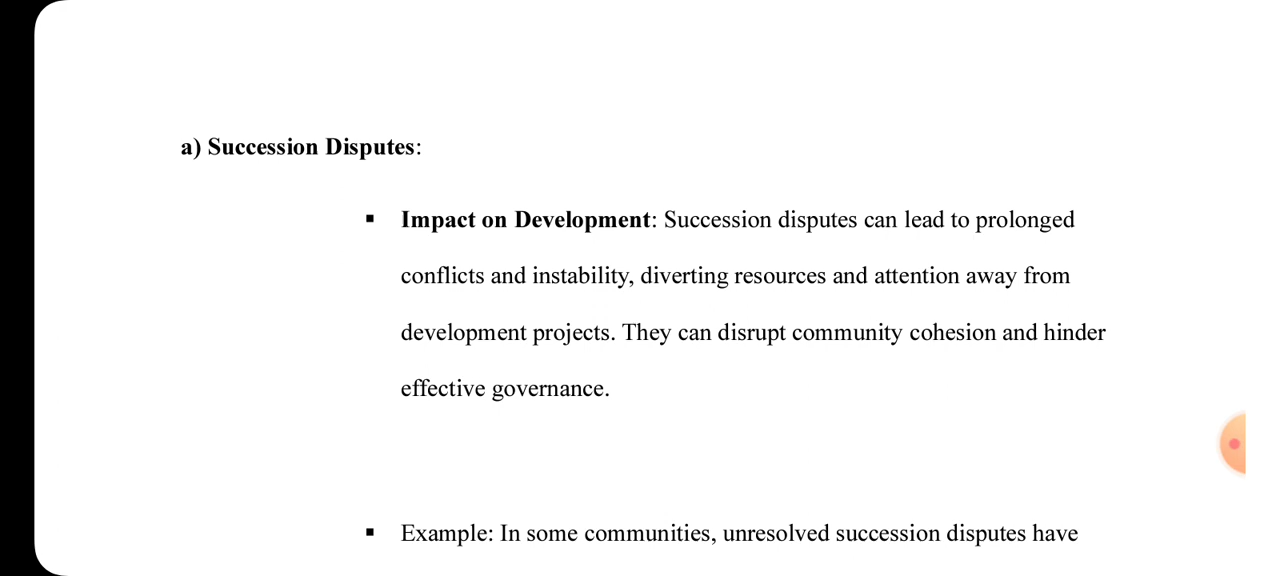 a) Succession Disputes:
▪ Impact on Development: Succession disputes can lead to prolonged
conflicts and instability, diverting resources and attention away from
development projects. They can disrupt community cohesion and hinder
effective governance.
▪ Example: In some communities, unresolved succession disputes have